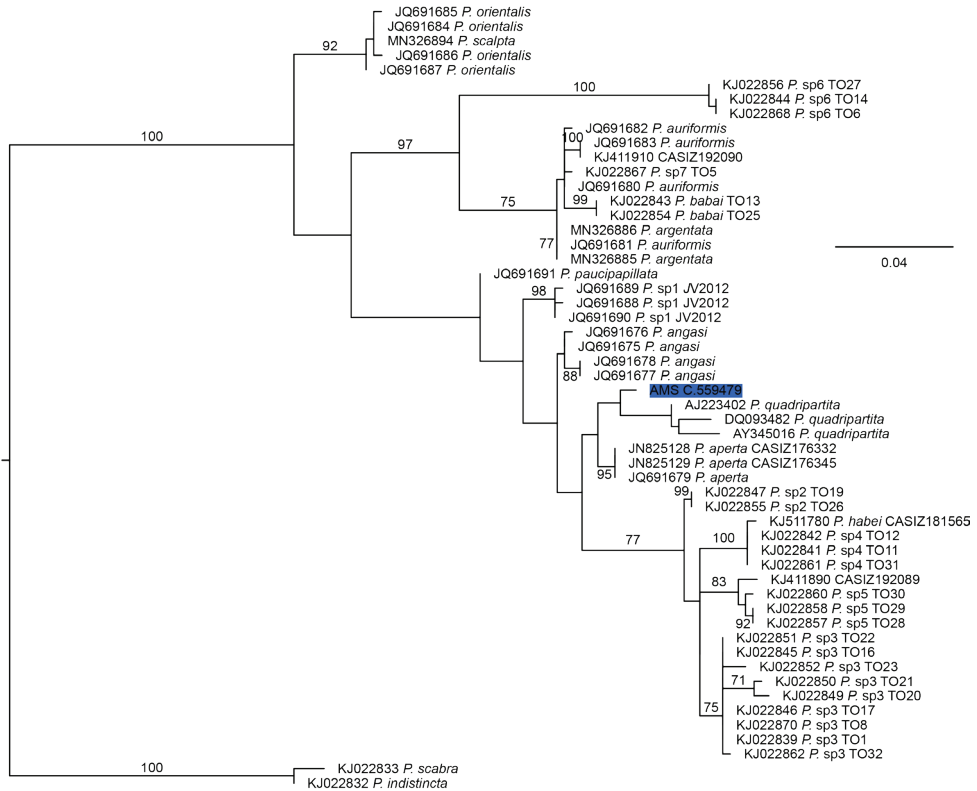 JQ691685 P. orientalis
JQ691684 P. orientalis
MN326894 P. scalpta
92
JQ691686 P. orientalis
JQ691687 P. orientalis
KJ022856 P. sp6 TO27
100
KJ022844 P. sp6 TO14
KJ022868 P. sp6 TO6
JQ691682 P. auriformis
100
100
JQ691683 P. auriformis
97
KJ411910 CASIZ192090
KJ022867 P. sp7 TO5
JQ691680 P. auriformis
99
KJ022843 P. babai TO13
75
KJ022854 P. babai TO25
MN326886 P. argentata
77
JQ691681 P. auriformis
MN326885 P. argentata
0.04
JQ691691 P. paucipapillata
98
JQ691689 P. sp1 JV2012
JQ691688 P. sp1 JV2012
JQ691690 P. sp1 JV2012
JQ691676 P. angasi
JQ691675 P. angasi
JQ691678 P. angasi
88
JQ691677 P. angasi
AMS C.559479
AJ223402 P. quadripartita
DQ093482 P. quadripartita
AY345016 P. quadripartita
JN825128 P. aperta CASIZ176332
JN825129 P. aperta CASIZ176345
95
JQ691679 P. aperta
99
KJ022847 P. sp2 TO19
KJ022855 P. sp2 TO26
KJ511780 P. habei CASIZ181565
77
100
KJ022842 P. sp4 TO12
KJ022841 P. sp4 TO11
KJ022861 P. sp4 TO31
83
KJ411890 CASIZ192089
KJ022860 P. sp5 TO30
KJ022858 P. sp5 TO29
92
KJ022857 P. sp5 TO28
KJ022851 P. sp3 TO22
KJ022845 P. sp3 TO16
KJ022852 P. sp3 TO23
71
KJ022850 P. sp3 TO21
KJ022849 P. sp3 TO20
75
KJ022846 P. sp3 TO17
KJ022870 P. sp3 TO8
KJ022839 P. sp3 TO1
KJ022862 P. sp3 TO32
100
KJ022833 P. scabra
KJ022832 P. indistincta